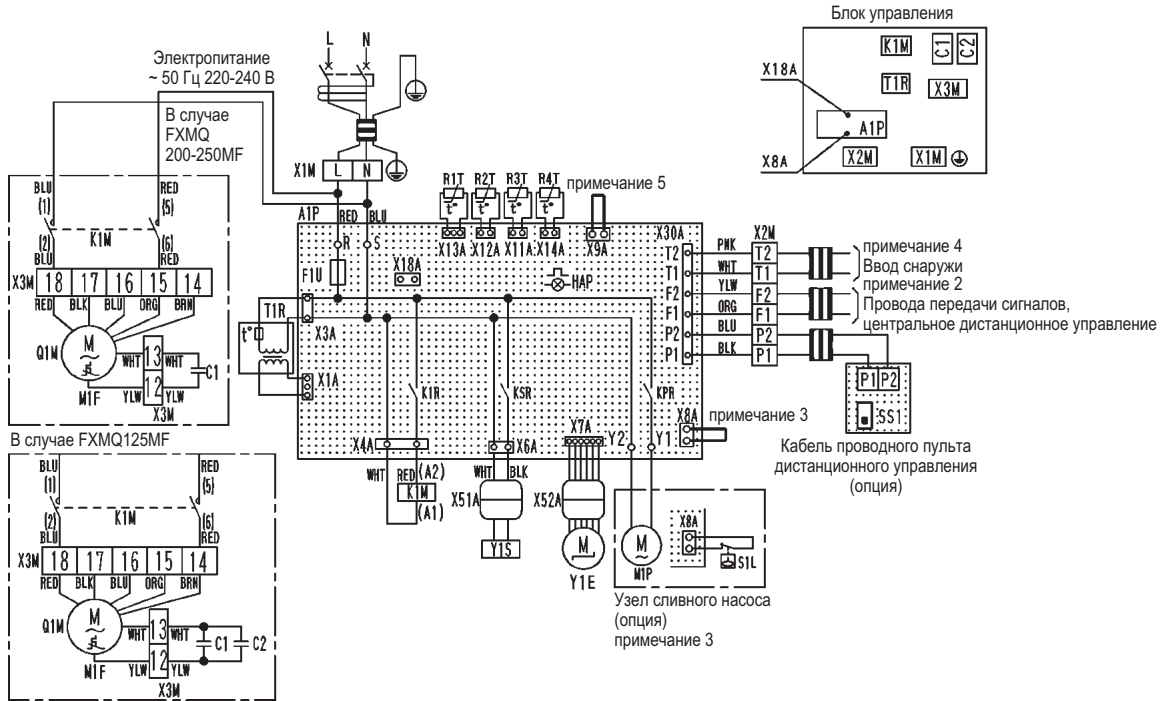 Блок управления
K1M
C1
C2
X18A
T1R
X3M
A1P
X8A
X2M
X1M
L N
Электропитание
~ 50 Гц 220-240 В
В случае
FXMQ
200-250MF
X1M
L N
BLU
(1)
RED
(5)
K1M
(2)
BLU
(6)
RED
X3M
18 17 16 15 14
RED BLK BLU ORG BRN
Q1M
M
~
WHT 13 WHT
C1
YLW 12 YLW
M1F
X3M
A1P
RED BLU
R S
R1T R2T R3T R4T
t° t° t° t°
примечание 5
X13A X12A X11A X14A
X9A
F1U
X18A
HAP
T1R
t°
X3A
X1A
K1R
KSR
KPR
X4A
X6A
X7A
Y2 Y1
X8A
примечание 3
X30A
X2M
T2 PNK T2
T1 WHT T1
F2 YLW F2
F1 ORG F1
P2 BLU P2
P1 BLK P1
примечание 4
Ввод снаружи
примечание 2
Провода передачи сигналов,
центральное дистанционное управление
P1 P2
SS1
Кабель проводного пульта
дистанционного управления
(опция)
WHT RED (A2)
K1M
(A1)
WHT BLK
X51A
Y1S
X52A
M
Y1E
M
~
M1P
X8A
S1L
Узел сливного насоса
(опция)
примечание 3
В случае FXMQ125MF
BLU
(1)
RED
(5)
K1M
(2)
BLU
(6)
RED
X3M
18 17 16 15 14
RED BLK BLU ORG BRN
Q1M
M
~
WHT 13 WHT
C1 C2
YLW 12 YLW
M1F
X3M